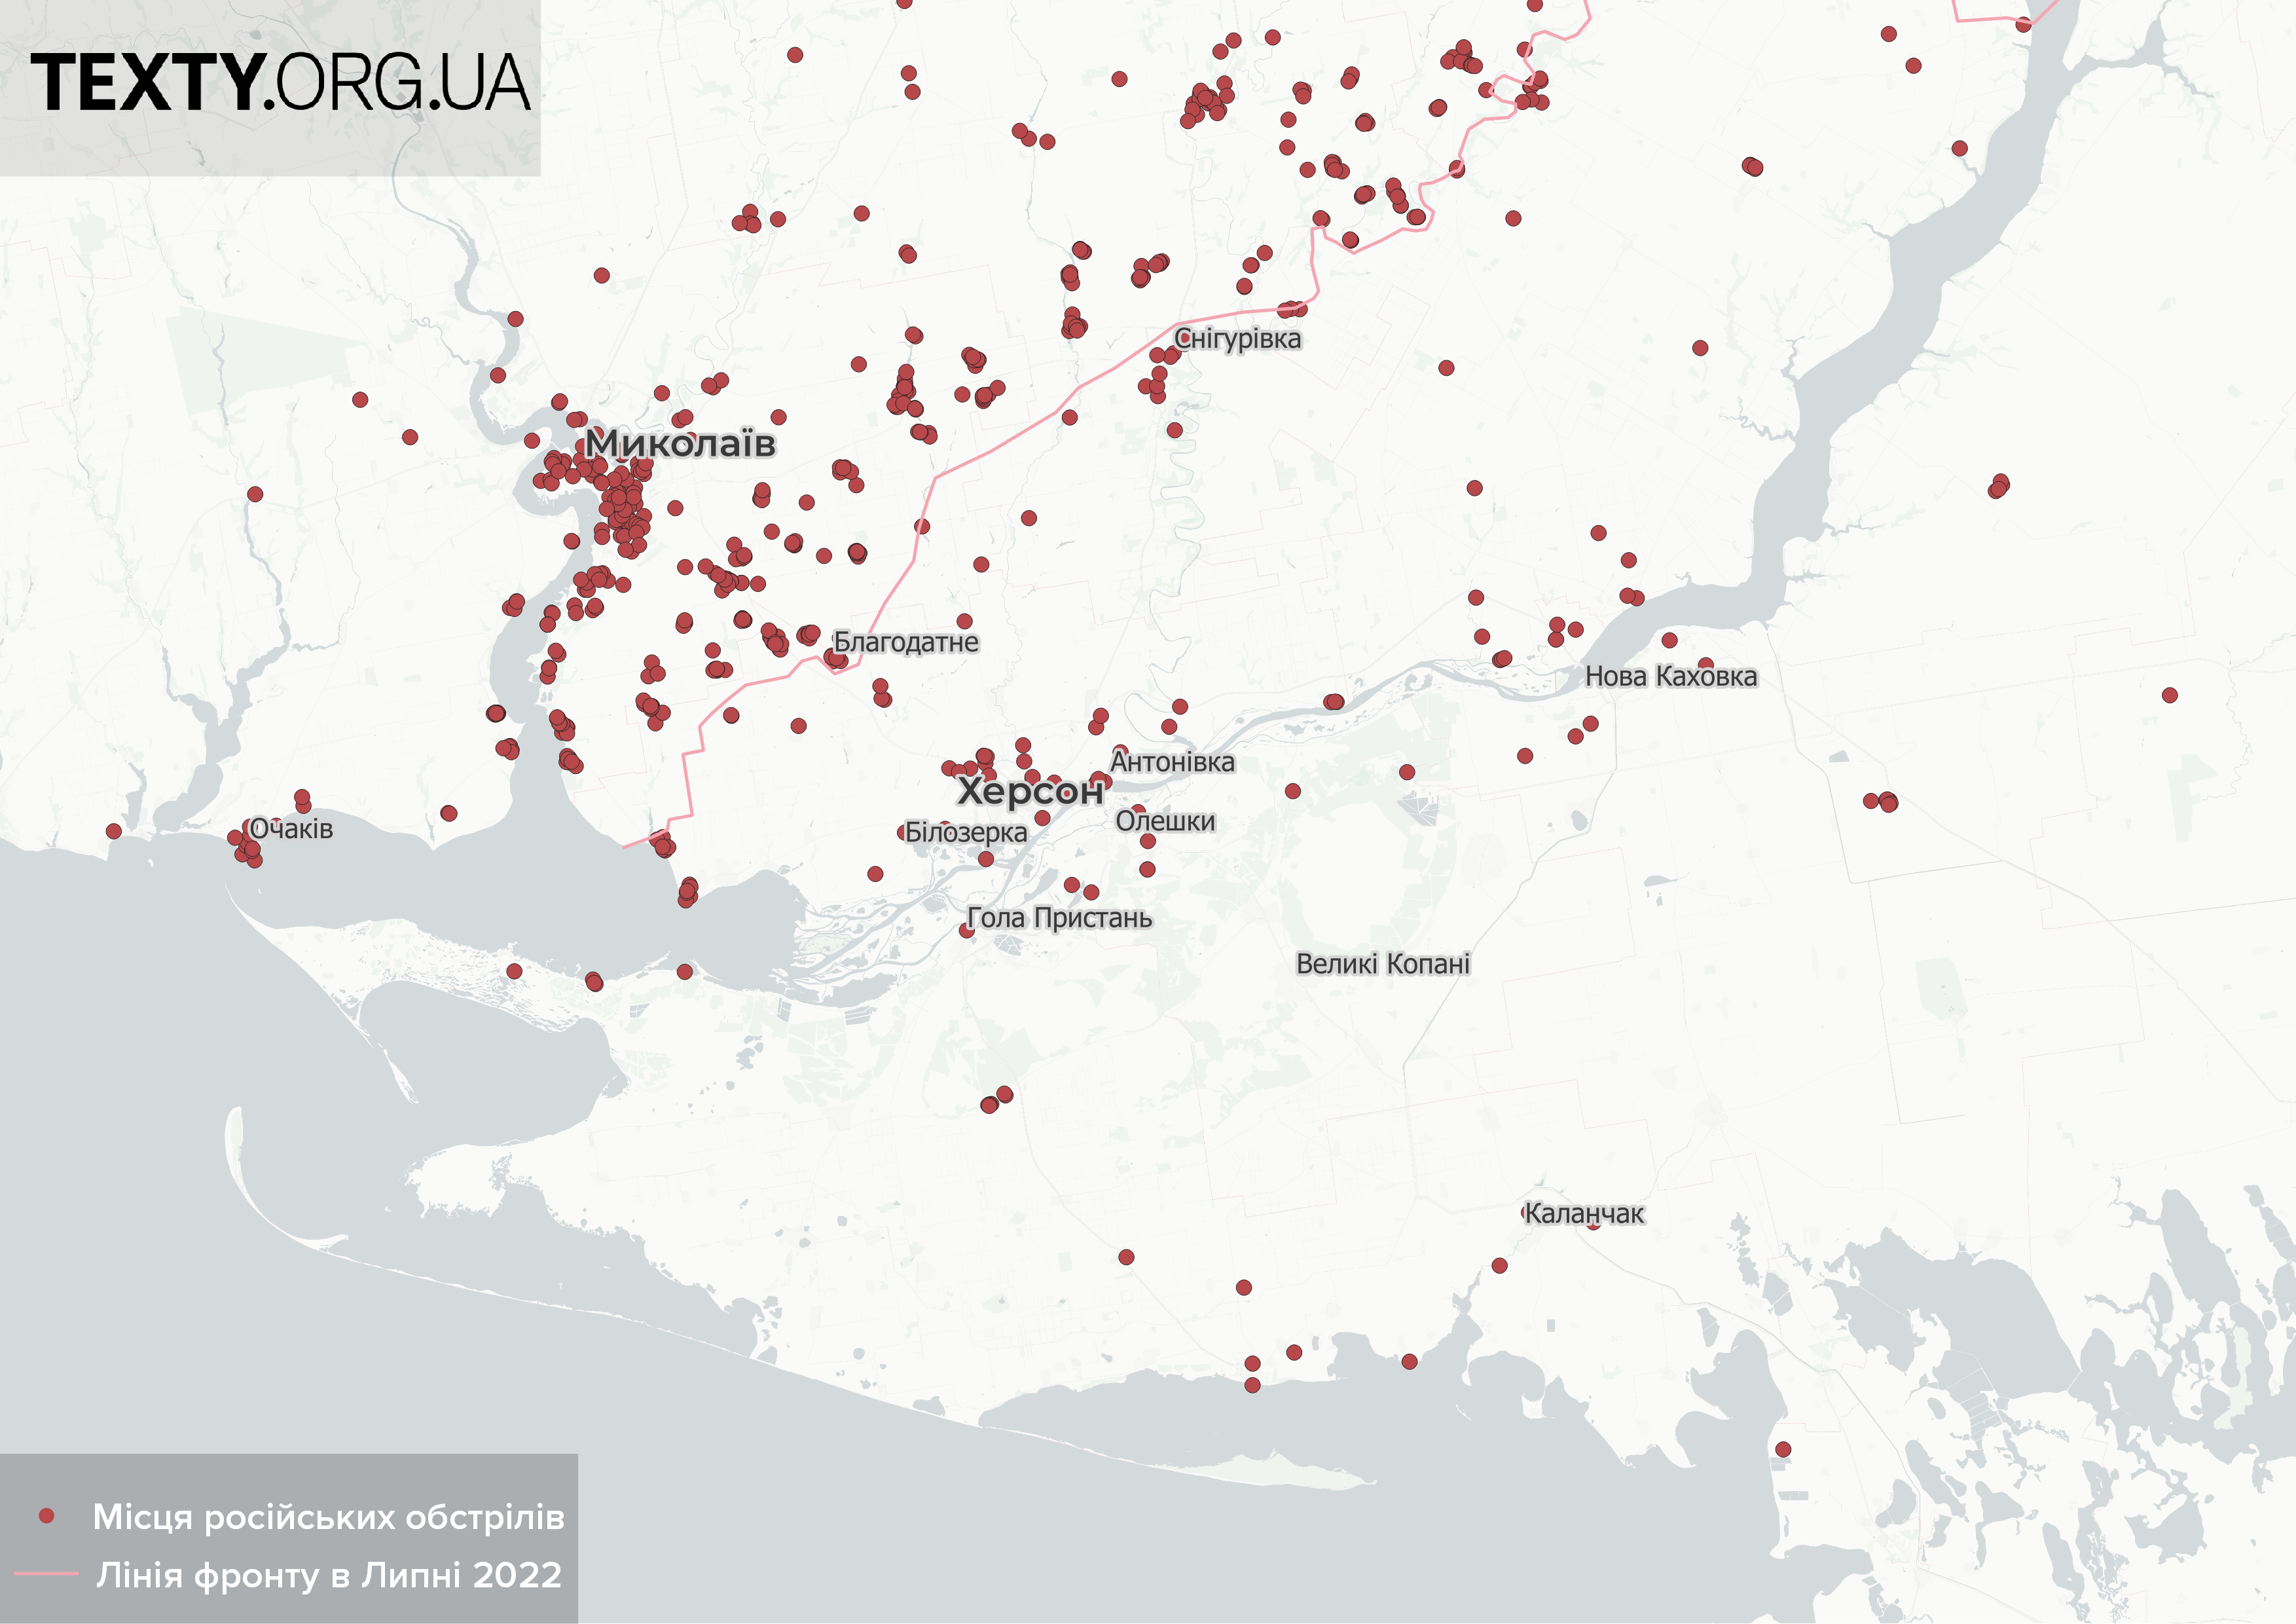 TEXTY.ORG.UA
Снігурівка
Миколаїв
Благодатне
Нова Каховка
Антонівка
Херсон
Олешки
Очаків
Білозерка
Гола Пристань
Великі Копані
Каланчак
Місця російських обстрілів
Лінія фронту в Липні 2022